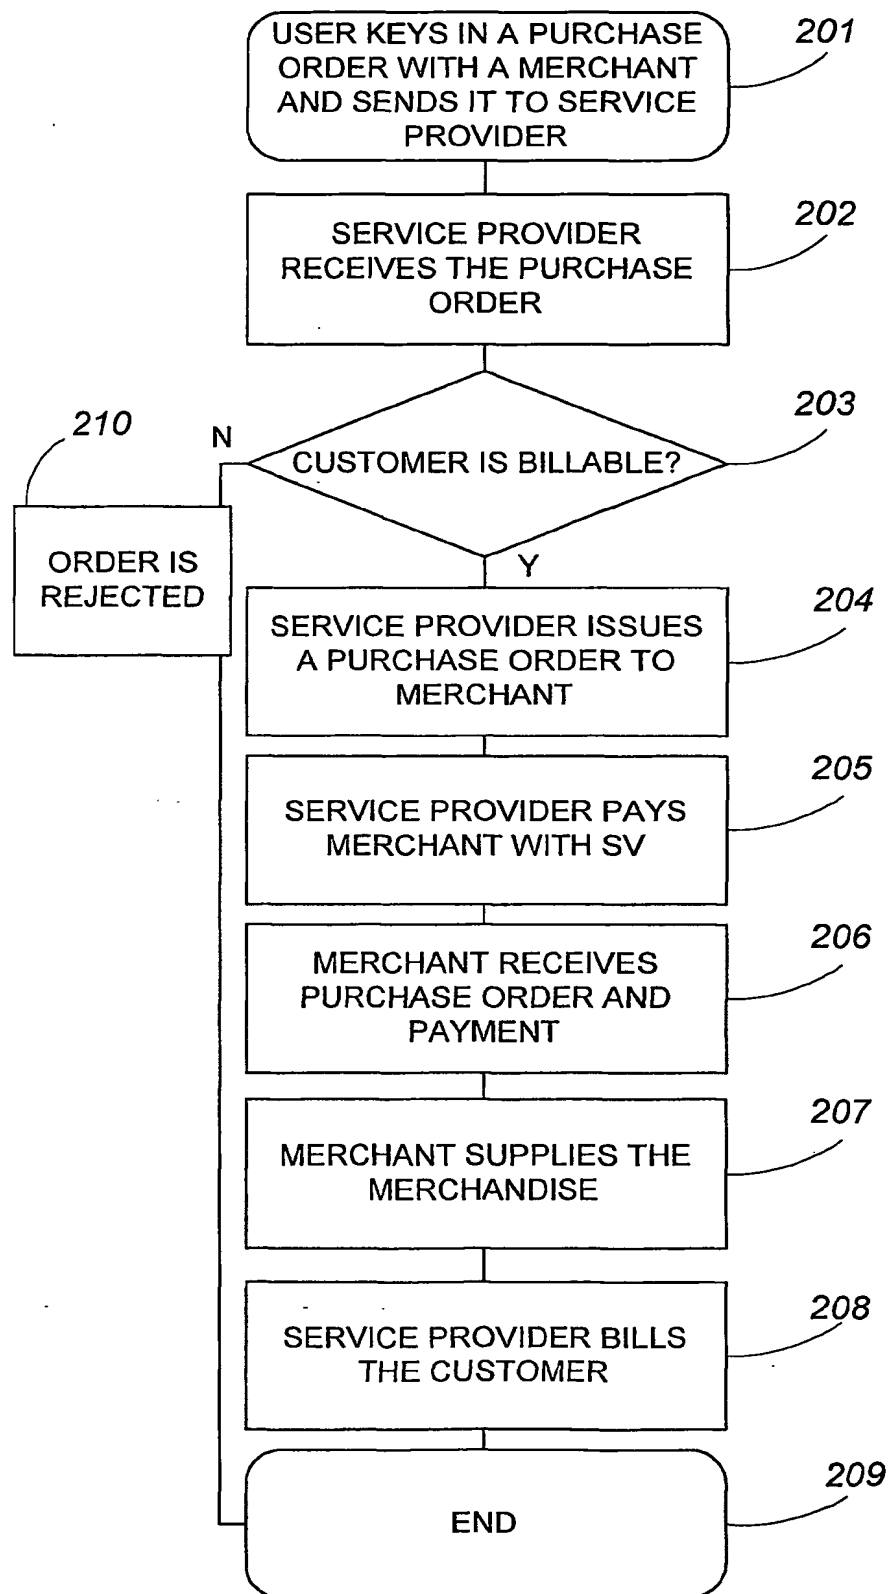 USER KEYS IN A PURCHASE
ORDER WITH A MERCHANT
AND SENDS IT TO SERVICE
PROVIDER
201
SERVICE PROVIDER
RECEIVES THE PURCHASE
ORDER
202
CUSTOMER IS BILLABLE?
203
N
Y
210
ORDER IS
REJECTED
SERVICE PROVIDER ISSUES
A PURCHASE ORDER TO
MERCHANT
204
SERVICE PROVIDER PAYS
MERCHANT WITH SV
205
MERCHANT RECEIVES
PURCHASE ORDER AND
PAYMENT
206
MERCHANT SUPPLIES THE
MERCHANDISE
207
SERVICE PROVIDER BILLS
THE CUSTOMER
208
END
209